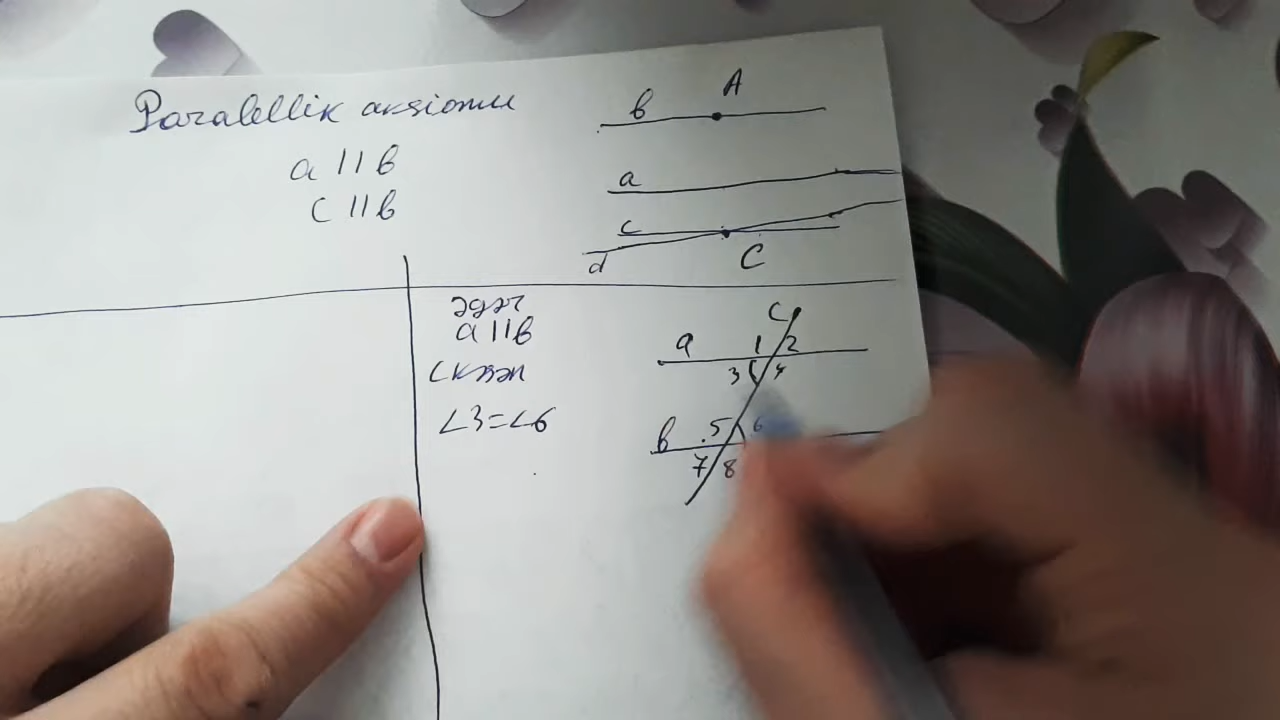 Paralellik aksiomu
a || b
c || b
b A
a
c
d C
əgər
a || b
c kəsən
∠3=∠6
c
a 1 2
3 4
b 5 6
7 8